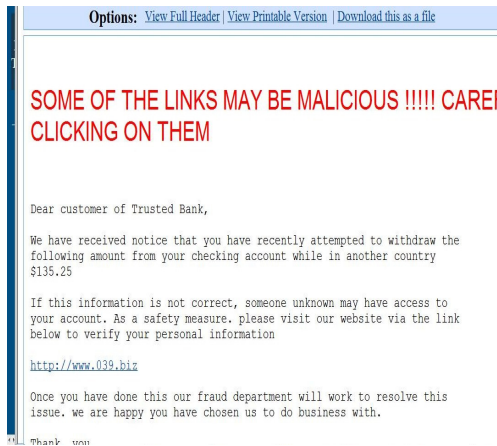 Options: View Full Header | View Printable Version | Download this as a file
SOME OF THE LINKS MAY BE MALICIOUS !!!!! CAREF
CLICKING ON THEM
Dear customer of Trusted Bank,
We have received notice that you have recently attempted to withdraw the
following amount from your checking account while in another country
$135.25
If this information is not correct, someone unknown may have access to
your account. As a safety measure. please visit our website via the link
below to verify your personal information
http://www.039.biz
Once you have done this our fraud department will work to resolve this
issue. we are happy you have chosen us to do business with.
Thank you